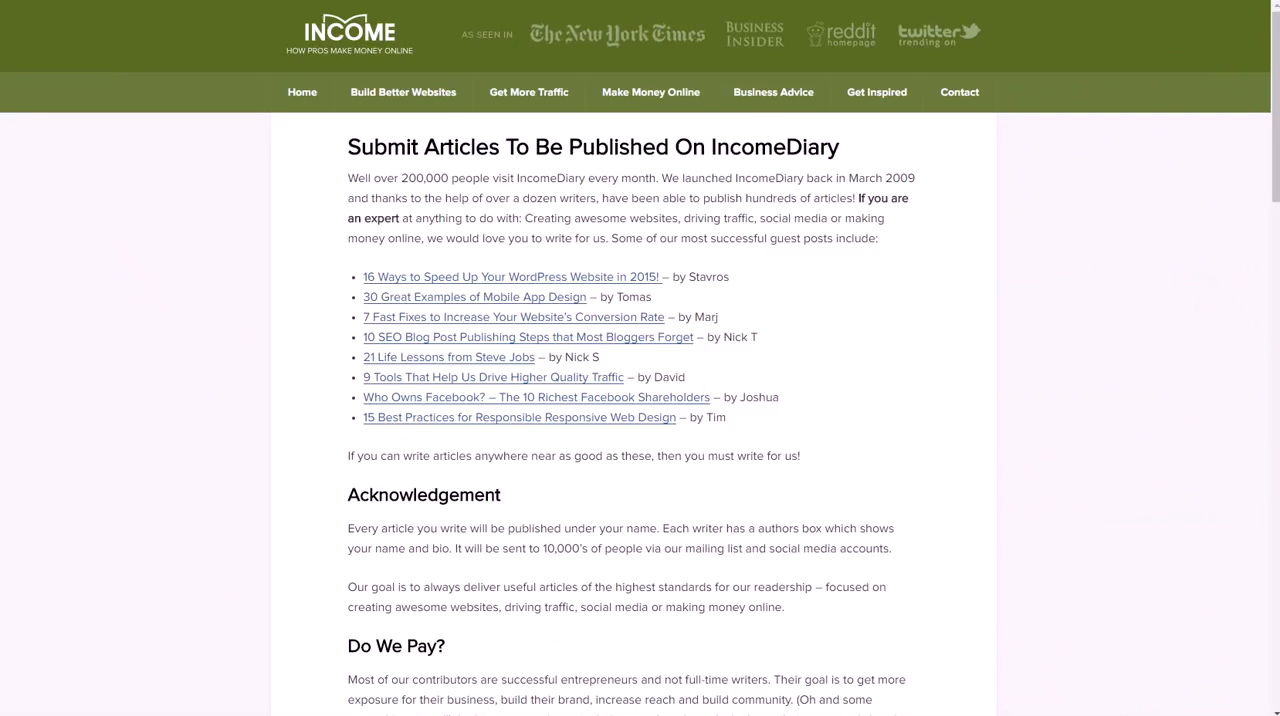 INCOME
HOW PROS MAKE MONEY ONLINE
AS SEEN IN
The New York Times
BUSINESS
INSIDER
reddit
homepage
twitter
trending on
Home
Build Better Websites
Get More Traffic
Make Money Online
Business Advice
Get Inspired
Contact
Submit Articles To Be Published On IncomeDiary
Well over 200,000 people visit IncomeDiary every month. We launched IncomeDiary back in March 2009
and thanks to the help of over a dozen writers, have been able to publish hundreds of articles! If you are
an expert at anything to do with: Creating awesome websites, driving traffic, social media or making
money online, we would love you to write for us. Some of our most successful guest posts include:
• 16 Ways to Speed Up Your WordPress Website in 2015! – by Stavros
• 30 Great Examples of Mobile App Design – by Tomas
• 7 Fast Fixes to Increase Your Website's Conversion Rate – by Marj
• 10 SEO Blog Post Publishing Steps that Most Bloggers Forget – by Nick T
• 21 Life Lessons from Steve Jobs – by Nick S
• 9 Tools That Help Us Drive Higher Quality Traffic – by David
• Who Owns Facebook? – The 10 Richest Facebook Shareholders – by Joshua
• 15 Best Practices for Responsible Responsive Web Design – by Tim
If you can write articles anywhere near as good as these, then you must write for us!
Acknowledgement
Every article you write will be published under your name. Each writer has a authors box which shows
your name and bio. It will be sent to 10,000's of people via our mailing list and social media accounts.
Our goal is to always deliver useful articles of the highest standards for our readership – focused on
creating awesome websites, driving traffic, social media or making money online.
Do We Pay?
Most of our contributors are successful entrepreneurs and not full-time writers. Their goal is to get more
exposure for their business, build their brand, increase reach and build community. (Oh and some